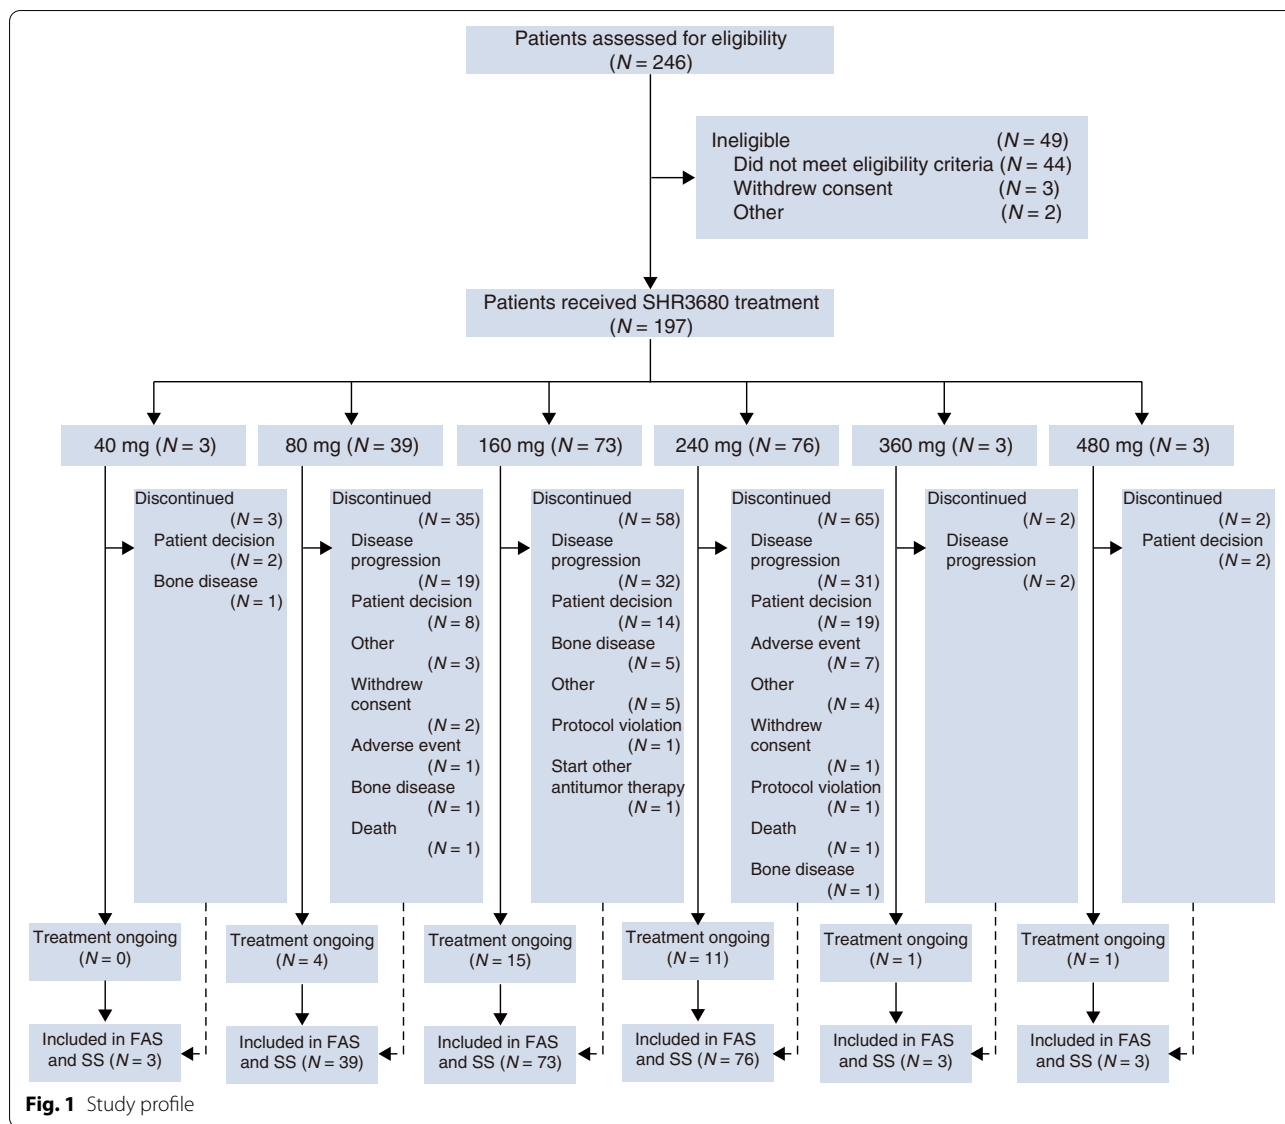 Patients assessed for eligibility
(N = 246)
Ineligible (N = 49)
Did not meet eligibility criteria (N = 44)
Withdrew consent (N = 3)
Other (N = 2)
Patients received SHR3680 treatment
(N = 197)
40 mg (N = 3)
80 mg (N = 39)
160 mg (N = 73)
240 mg (N = 76)
360 mg (N = 3)
480 mg (N = 3)
Discontinued
(N = 3)
Patient decision
(N = 2)
Bone disease
(N = 1)
Discontinued
(N = 35)
Disease
progression
(N = 19)
Patient decision
(N = 8)
Other
(N = 3)
Withdrew
consent
(N = 2)
Adverse event
(N = 1)
Bone disease
(N = 1)
Death
(N = 1)
Discontinued
(N = 58)
Disease
progression
(N = 32)
Patient decision
(N = 14)
Bone disease
(N = 5)
Other
(N = 5)
Protocol violation
(N = 1)
Start other
antitumor therapy
(N = 1)
Discontinued
(N = 65)
Disease
progression
(N = 31)
Patient decision
(N = 19)
Adverse event
(N = 7)
Other
(N = 4)
Withdrew
consent
(N = 1)
Protocol violation
(N = 1)
Death
(N = 1)
Bone disease
(N = 1)
Discontinued
(N = 2)
Disease
progression
(N = 2)
Discontinued
(N = 2)
Patient decision
(N = 2)
Treatment ongoing
(N = 0)
Treatment ongoing
(N = 4)
Treatment ongoing
(N = 15)
Treatment ongoing
(N = 11)
Treatment ongoing
(N = 1)
Treatment ongoing
(N = 1)
Included in FAS
and SS (N = 3)
Included in FAS
and SS (N = 39)
Included in FAS
and SS (N = 73)
Included in FAS
and SS (N = 76)
Included in FAS
and SS (N = 3)
Included in FAS
and SS (N = 3)
Fig. 1 Study profile